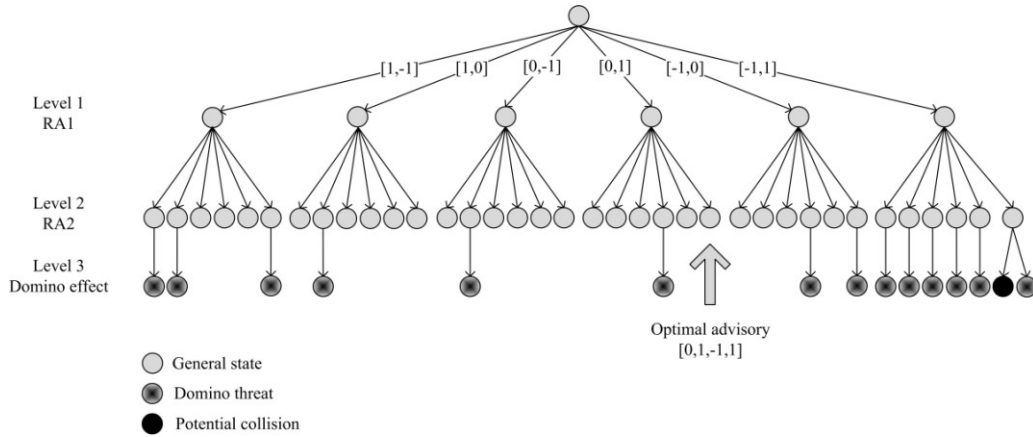 [1,-1]
[1,0]
[0,-1]
[0,1]
[-1,0]
[-1,1]
Level 1
RA1
Level 2
RA2
Level 3
Domino effect
Optimal advisory
[0,1,-1,1]
General state
Domino threat
Potential collision